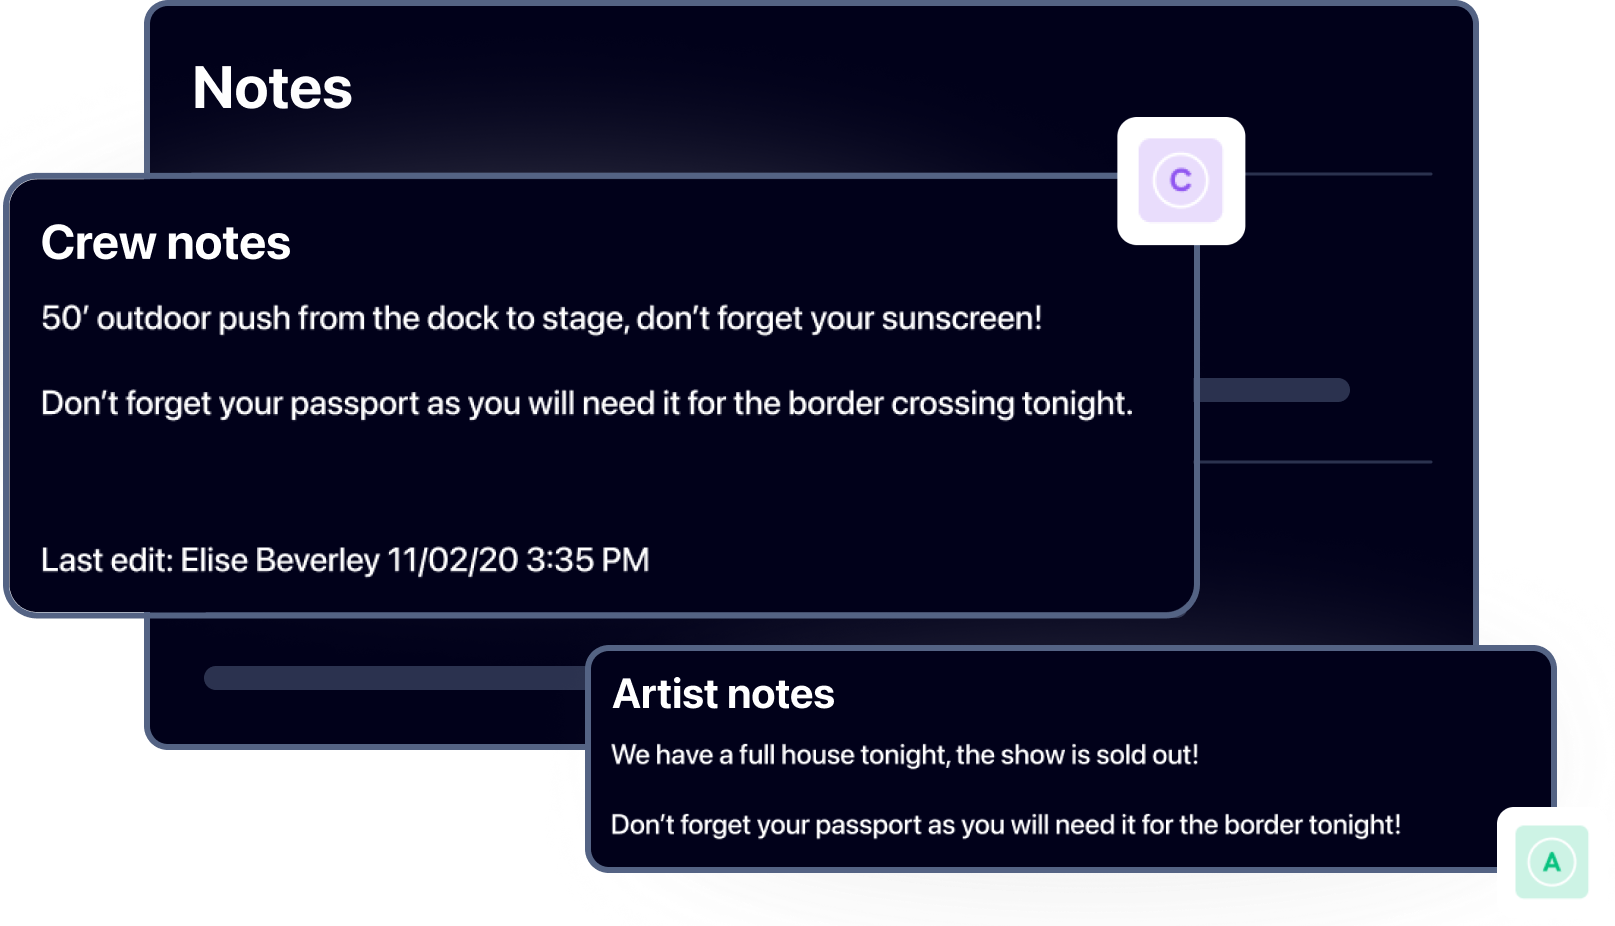 Notes
C
Crew notes
50’ outdoor push from the dock to stage, don’t forget your sunscreen!
Don’t forget your passport as you will need it for the border crossing tonight.
Last edit: Elise Beverley 11/02/20 3:35 PM
Artist notes
We have a full house tonight, the show is sold out!
Don’t forget your passport as you will need it for the border tonight!
A